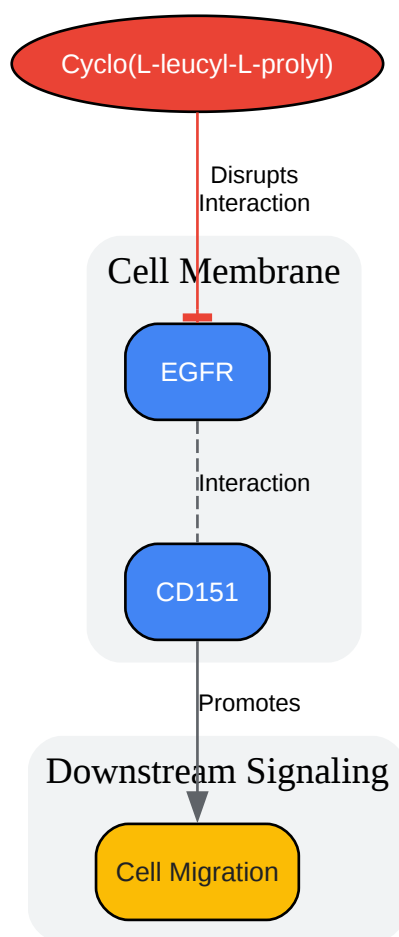 Cyclo(L-leucyl-L-prolyl)
Disrupts
Interaction
Cell Membrane
EGFR
Interaction
CD151
Promotes
Downstream Signaling
Cell Migration